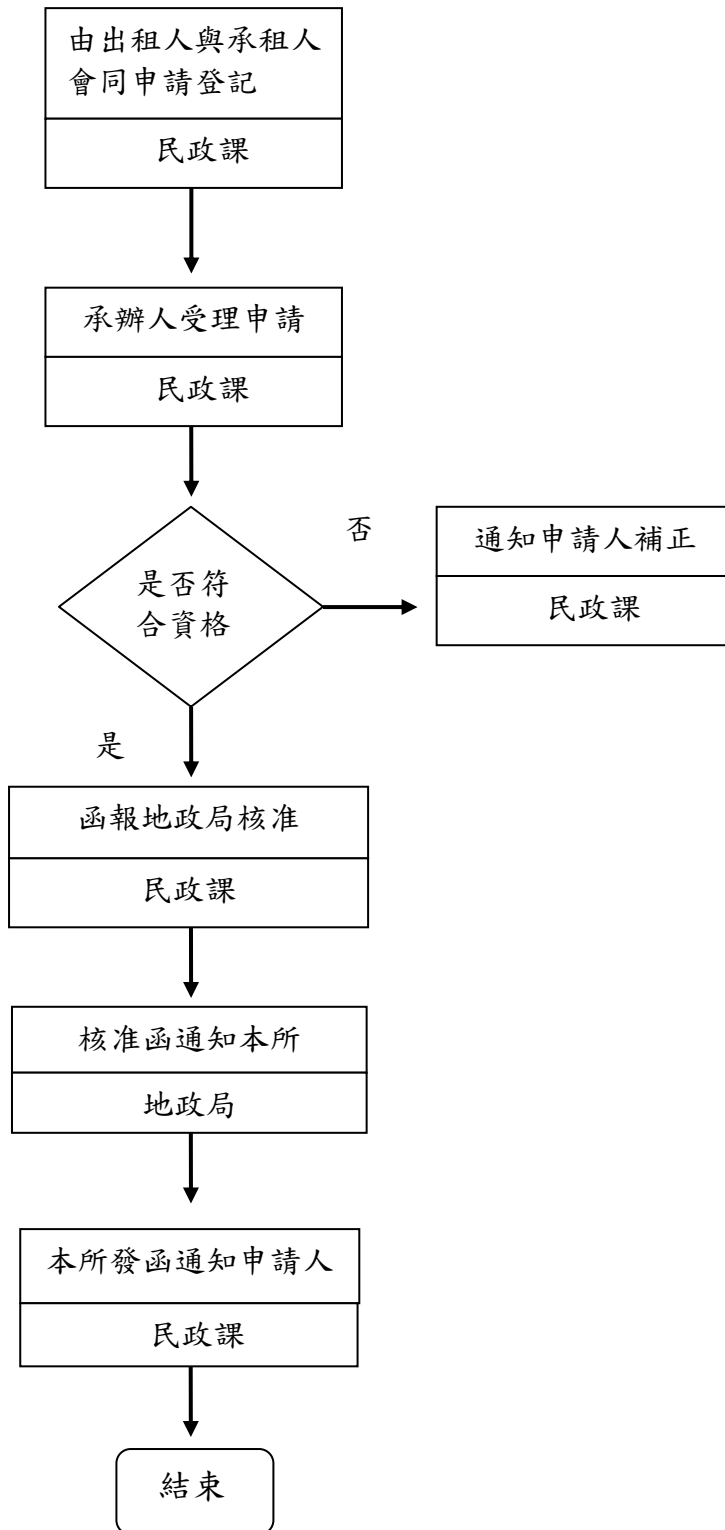 由出租人與承租人
會同申請登記
民政課
承辦人受理申請
民政課
是否符
合資格
否
通知申請人補正
民政課
是
函報地政局核准
民政課
核准函通知本所
地政局
本所發函通知申請人
民政課
結束